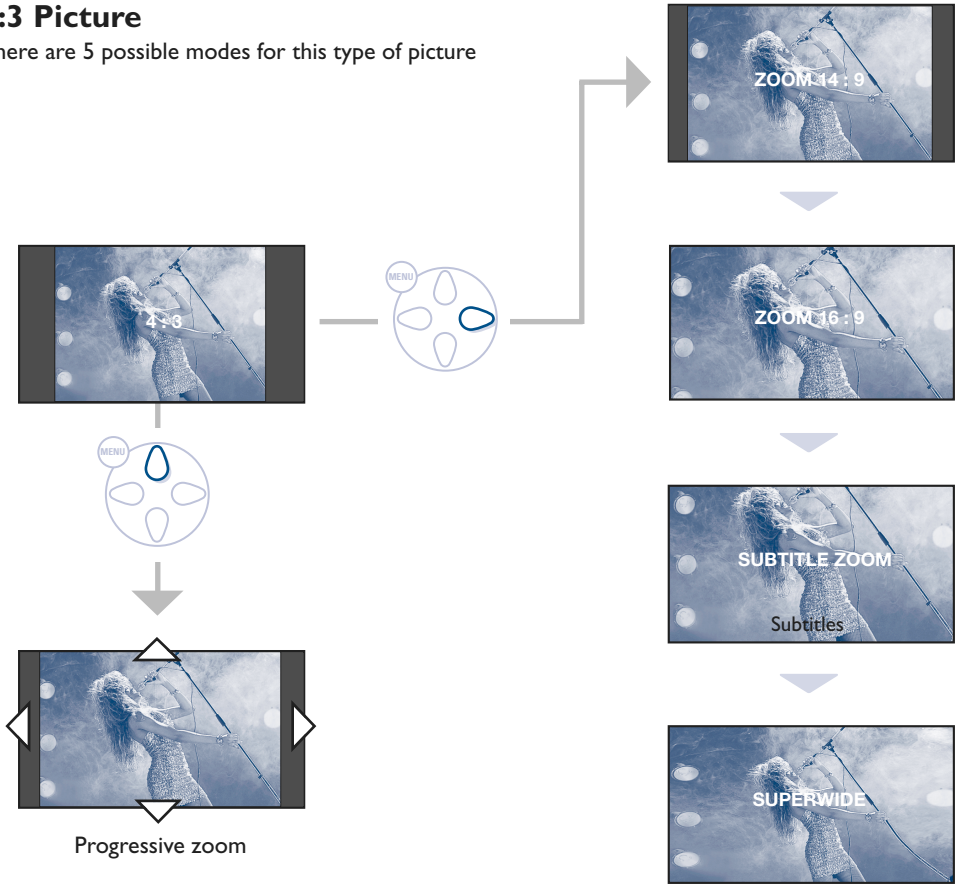 :3 Picture
here are 5 possible modes for this type of picture
ZOOM 14 : 9
MENU
4 : 3
ZOOM 16 : 9
MENU
SUBTITLE ZOOM
Subtitles
SUPERWIDE
Progressive zoom